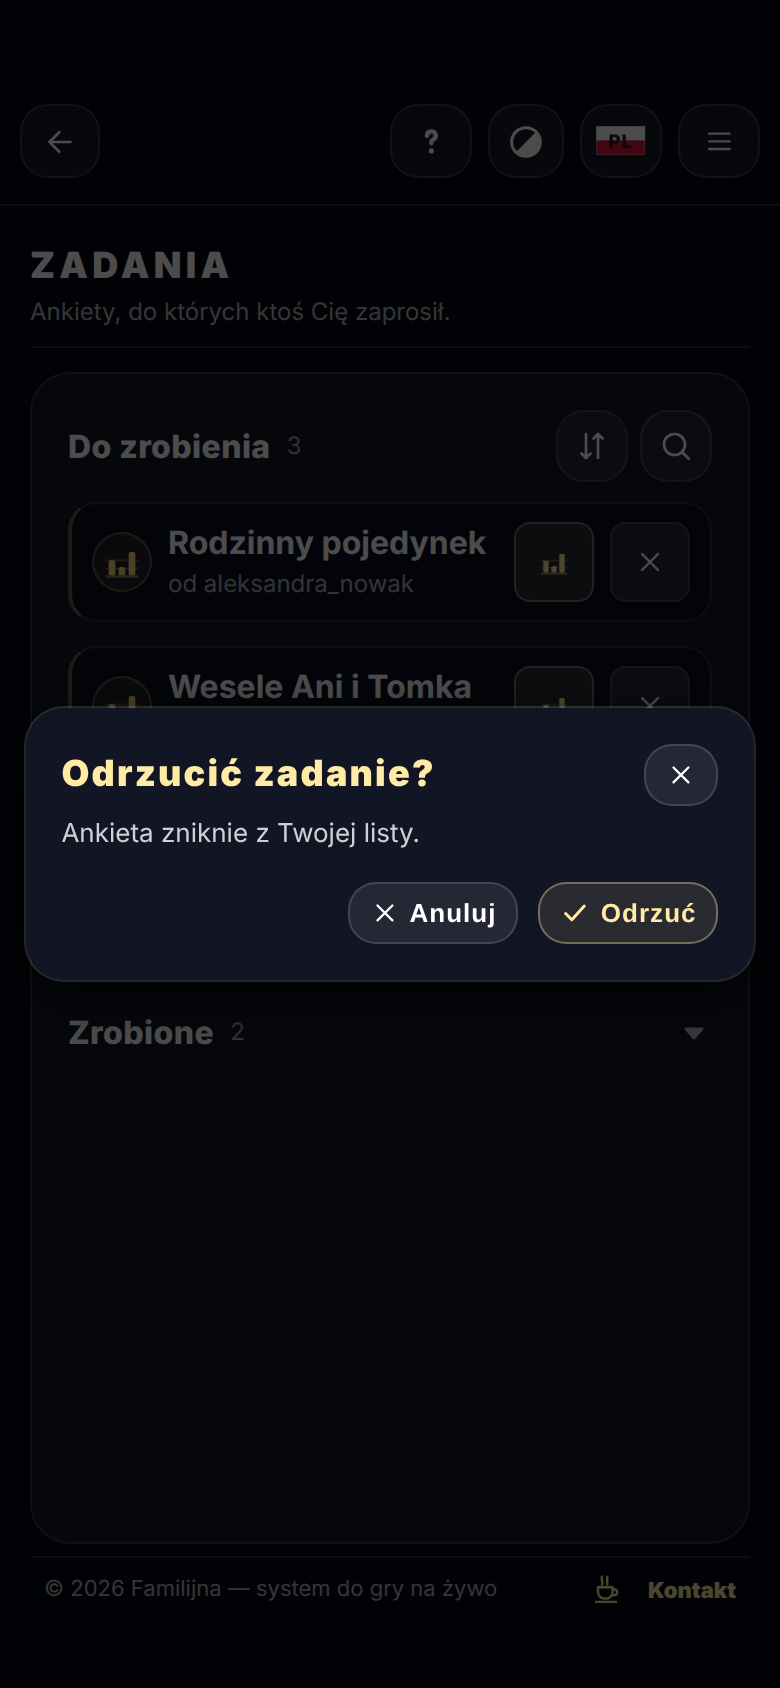 ?
PL
ZADANIA
Ankiety, do których ktoś Cię zaprosił.
Do zrobienia 3
Rodzinny pojedynek
od aleksandra_nowak
Wesele Ani i Tomka
Odrzucić zadanie?
Ankieta zniknie z Twojej listy.
Anuluj
Odrzuć
Zrobione 2
© 2026 Familijna — system do gry na żywo
Kontakt